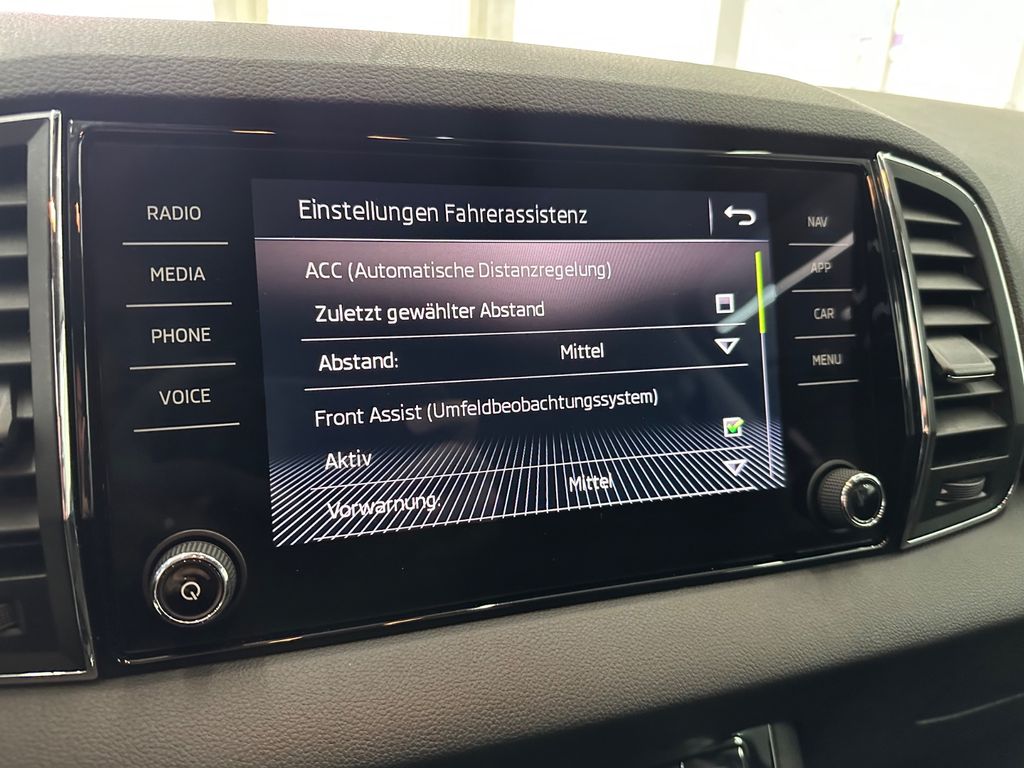 RADIO
MEDIA
PHONE
VOICE
Einstellungen Fahrerassistenz
ACC (Automatische Distanzregelung)
Zuletzt gewählter Abstand
Abstand: Mittel
Front Assist (Umfeldbeobachtungssystem)
Aktiv
Vorwarnung: Mittel
NAV
APP
CAR
MENU